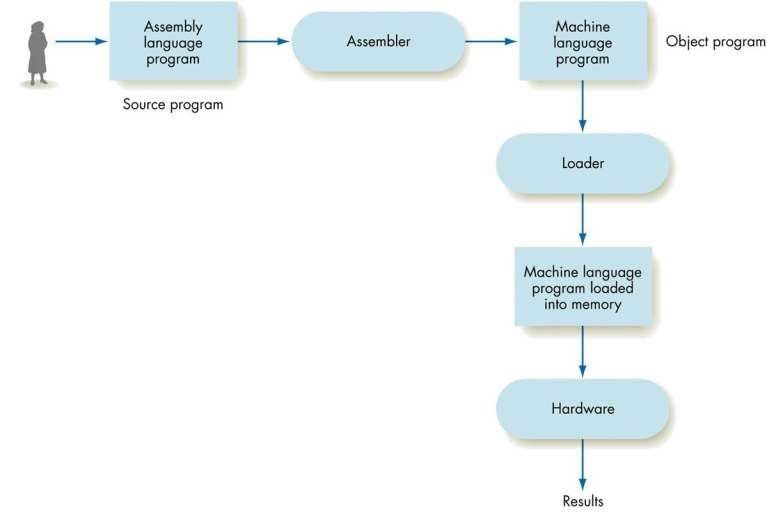 Assembly
language
program
Assembler
Machine
language
program
Object program
Source program
Loader
Machine language
program loaded
into memory
Hardware
Results